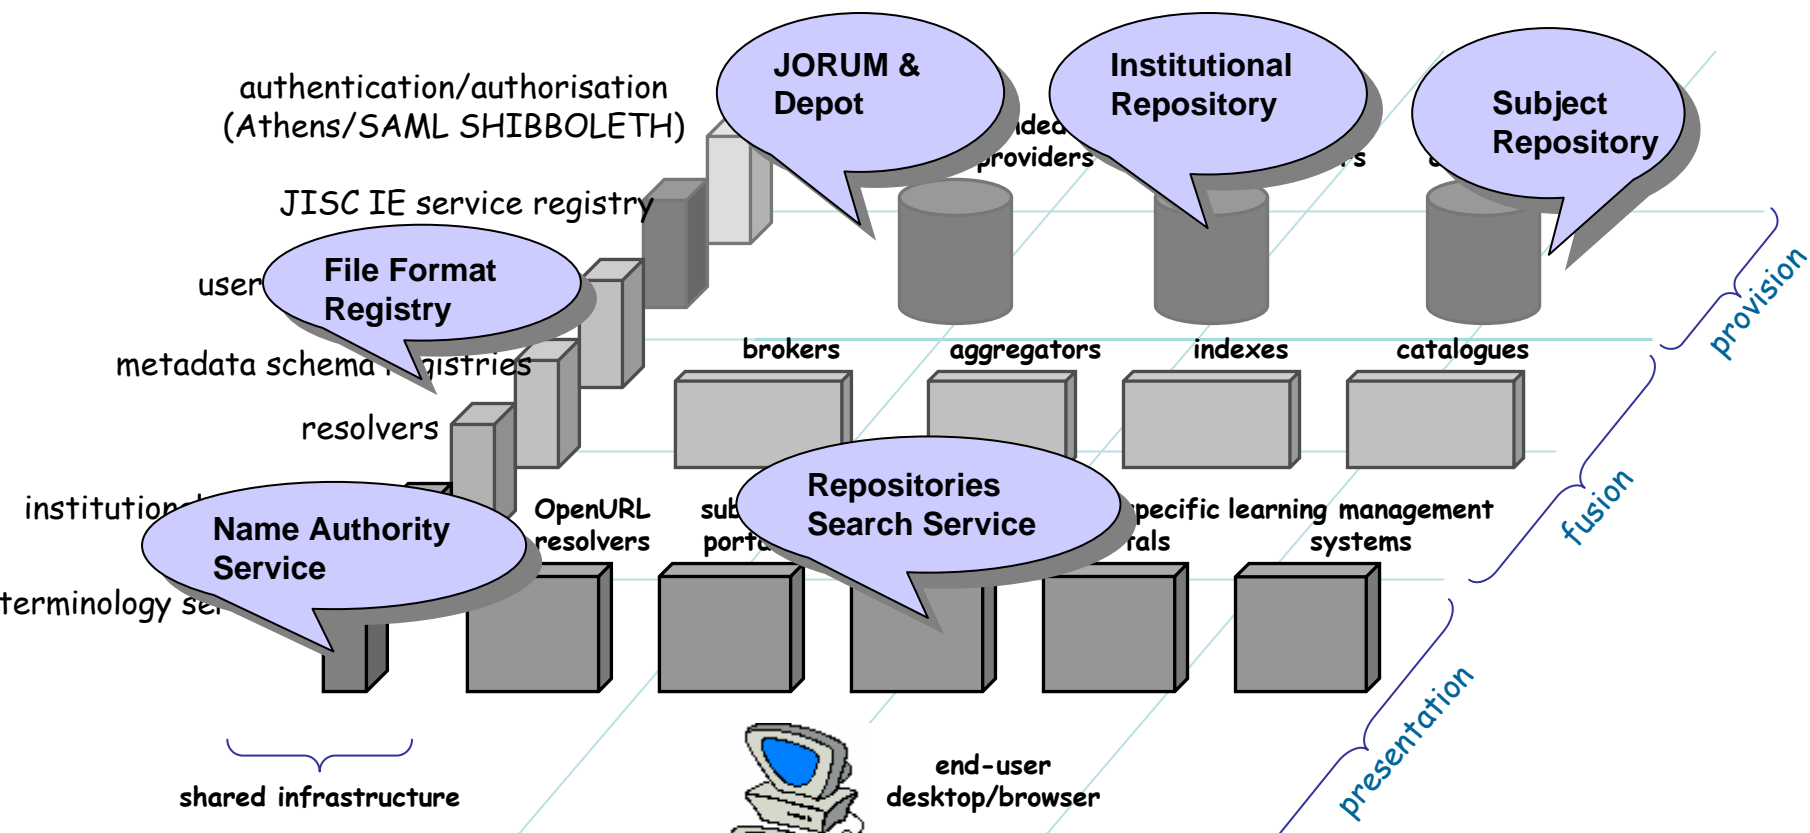 authentication/authorisation
(Athens/SAML SHIBBOLETH)
JORUM &
Depot
Institutional
Repository
Subject
Repository
providers
JISC IE service registry
File Format
Registry
user
metadata schema
resolvers
brokers
aggregators
indexes
catalogues
provision
Name Authority
Service
OpenURL
resolvers
Repositories
Search Service
learning management
systems
fusion
terminology
shared infrastructure
end-user
desktop/browser
presentation